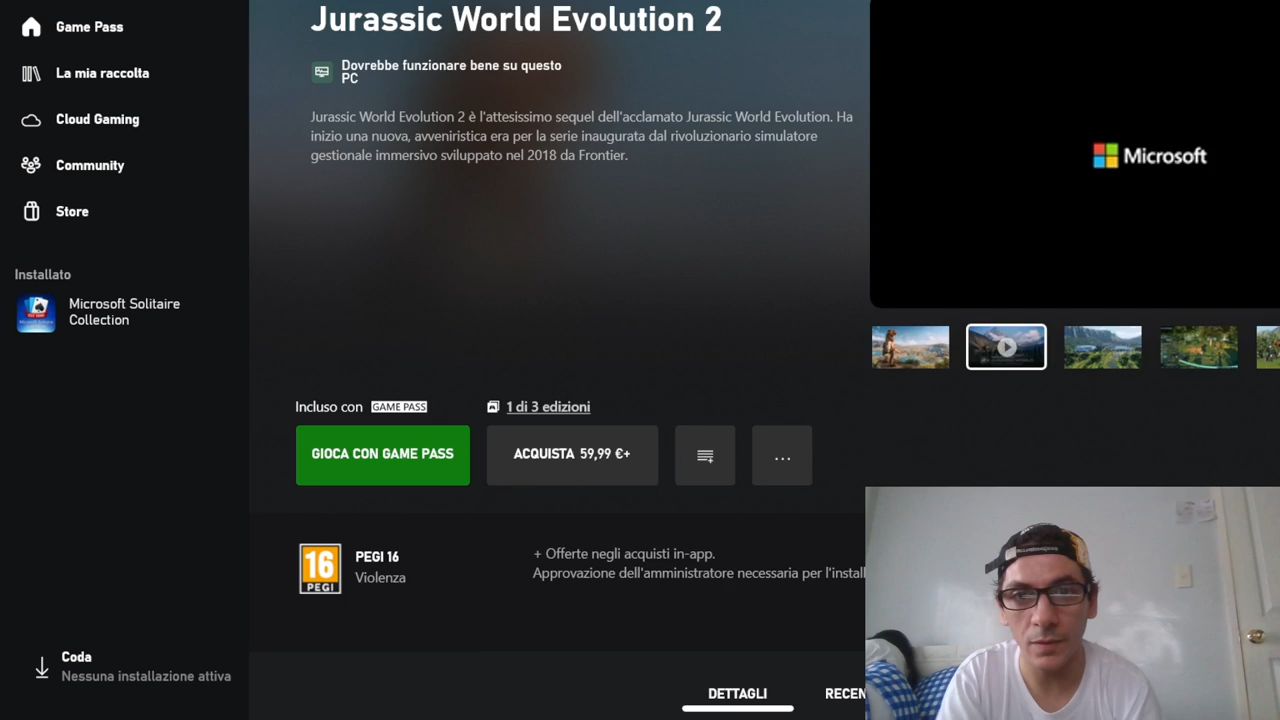 Game Pass
La mia raccolta
Cloud Gaming
Community
Store
Installato
Microsoft Solitaire
Collection
Coda
Nessuna installazione attiva
Jurassic World Evolution 2
Dovrebbe funzionare bene su questo
PC
Jurassic World Evolution 2 è l'attesissimo sequel dell'acclamato Jurassic World Evolution. Ha
inizio una nuova, avveniristica era per la serie inaugurata dal rivoluzionario simulatore
gestionale immersivo sviluppato nel 2018 da Frontier.
Microsoft
Incluso con GAME PASS
1 di 3 edizioni
GIOCA CON GAME PASS
ACQUISTA 59,99 €+
...
16
PEGI
PEGI 16
Violenza
+ Offerte negli acquisti in-app.
Approvazione dell'amministratore necessaria per l'install
DETTAGLI
RECEN